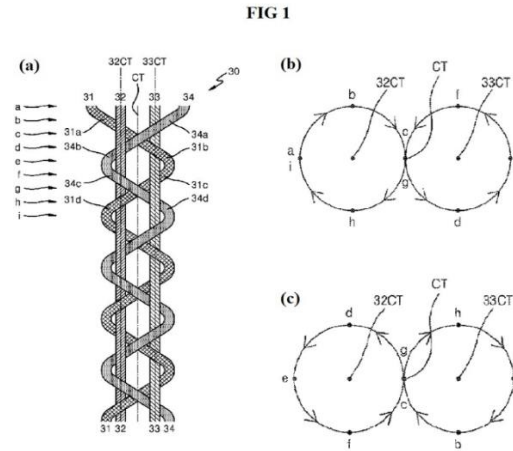 FIG 1
(a)
32CT 33CT
CT
30
31 32 33 34
a
b
c
d
e
f
g
h
i
31a
34b
34c
31d
34a
31b
31c
34d
31 32 33 34
(b)
32CT CT 33CT
b f
c
a
i
g
h d
(c)
32CT CT 33CT
d h
g
e
c
f b